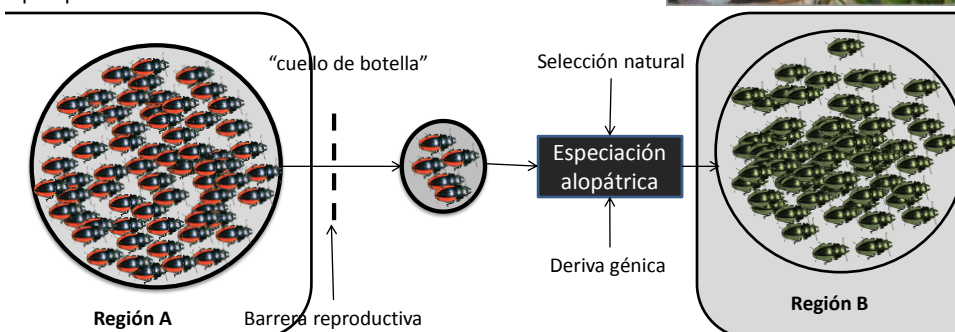 “cuello de botella”
Selección natural
Especiación
alopátrica
Deriva génica
Región A
Barrera reproductiva
Región B